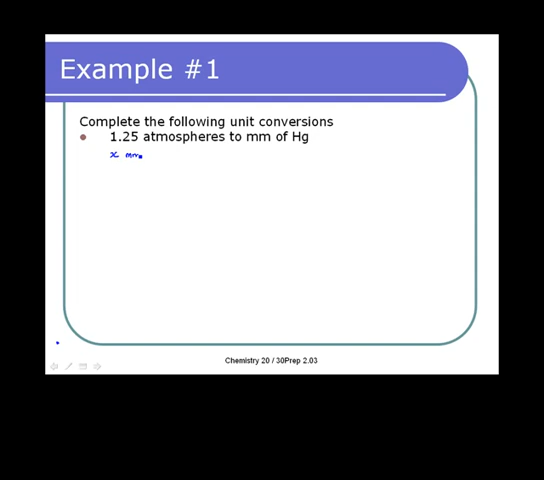 Example #1
Complete the following unit conversions
1.25 atmospheres to mm of Hg
x mm
Chemistry 20 / 30Prep 2.03